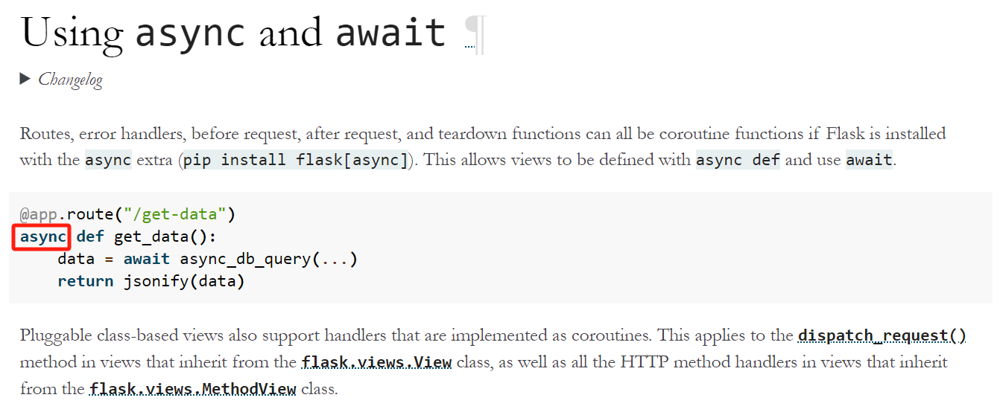 Using async and await ¶
▶ Changelog
Routes, error handlers, before request, after request, and teardown functions can all be coroutine functions if Flask is installed
with the async extra (pip install flask[async]). This allows views to be defined with async def and use await.
@app.route("/get-data")
async def get_data():
    data = await async_db_query(...)
    return jsonify(data)
Pluggable class-based views also support handlers that are implemented as coroutines. This applies to the dispatch_request()
method in views that inherit from the flask.views.View class, as well as all the HTTP method handlers in views that inherit
from the flask.views.MethodView class.